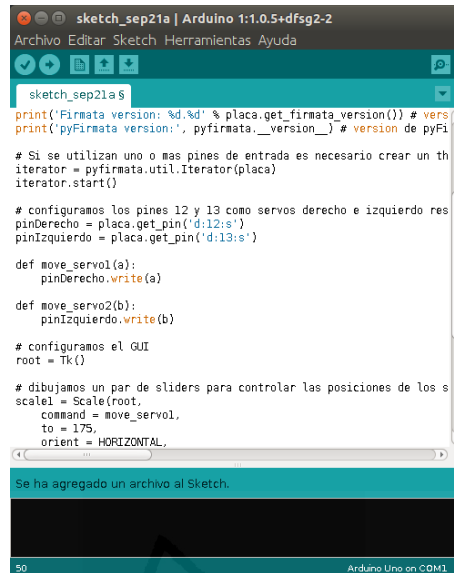 sketch_sep21a | Arduino 1:1.0.5+dfsg2-2
Archivo Editar Sketch Herramientas Ayuda
sketch_sep21a §
print('Firmata version: %d.%d' % placa.get_firmata_version()) # vers
print('pyFirmata version:', pyfirmata.__version__) # version de pyFi
# Si se utilizan uno o mas pines de entrada es necesario crear un th
iterator = pyfirmata.util.Iterator(placa)
iterator.start()
# configuramos los pines 12 y 13 como servos derecho e izquierdo res
pinDerecho = placa.get_pin('d:12:s')
pinIzquierdo = placa.get_pin('d:13:s')
def move_servo1(a):
    pinDerecho.write(a)
def move_servo2(b):
    pinIzquierdo.write(b)
# configuramos el GUI
root = Tk()
# dibujamos un par de sliders para controlar las posiciones de los s
scale1 = Scale(root,
    command = move_servo1,
    to = 175,
    orient = HORIZONTAL,
Se ha agregado un archivo al Sketch.
50
Arduino Uno on COM1